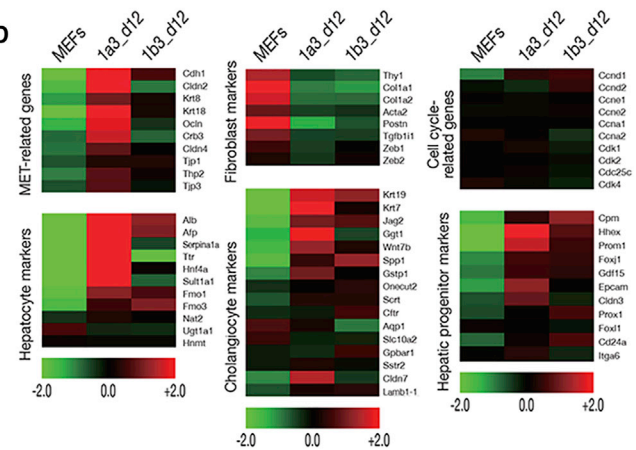 D
MEFs 1a3_d12 1b3_d12
MET-related genes
Cdh1
Cldn2
Krt8
Krt18
Ocln
Crb3
Cldn4
Tjp1
Thp2
Tjp3
Hepatocyte markers
Alb
Afp
Serpina1a
Ttr
Hnf4a
Sult1a1
Fmo1
Fmo3
Nat2
Ugt1a1
Hnmt
-2.0 0.0 +2.0
MEFs 1a3_d12 1b3_d12
Fibroblast markers
Thy1
Col1a1
Col1a2
Acta2
Postn
Tgfb1i1
Zeb1
Zeb2
Cholangiocyte markers
Krt19
Krt7
Jag2
Ggt1
Wnt7b
Spp1
Gstp1
Onecut2
Scrt
Cftr
Aqp1
Slc10a2
Gpbar1
Sstr2
Cldn7
Lamb1-1
-2.0 0.0 +2.0
MEFs 1a3_d12 1b3_d12
Cell cycle-
related genes
Ccnd1
Ccnd2
Ccne1
Ccne2
Ccna1
Ccna2
Cdk1
Cdk2
Cdc25c
Cdk4
Hepatic progenitor markers
Cpm
Hhex
Prom1
Foxj1
Gdf15
Epcam
Cldn3
Prox1
Foxl1
Cd24a
Itga6
-2.0 0.0 +2.0